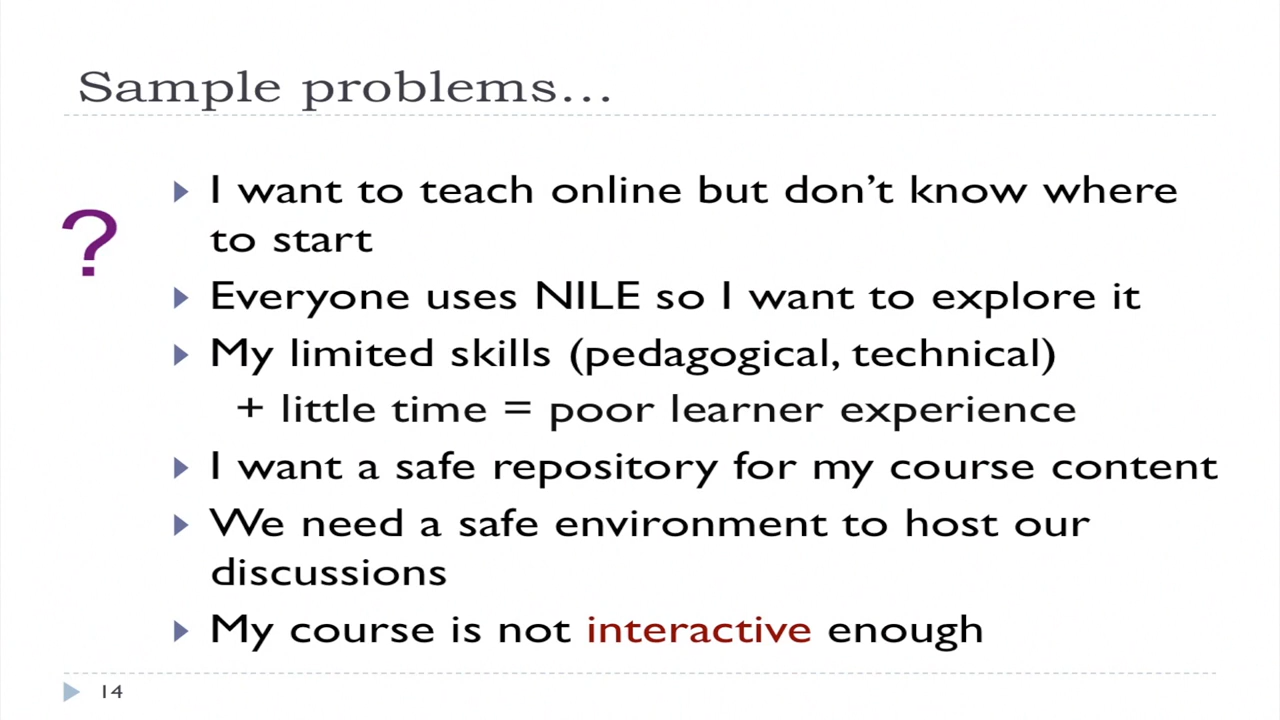 Sample problems...
?
I want to teach online but don't know where
to start
Everyone uses NILE so I want to explore it
My limited skills (pedagogical, technical)
+ little time = poor learner experience
I want a safe repository for my course content
We need a safe environment to host our
discussions
My course is not interactive enough
14